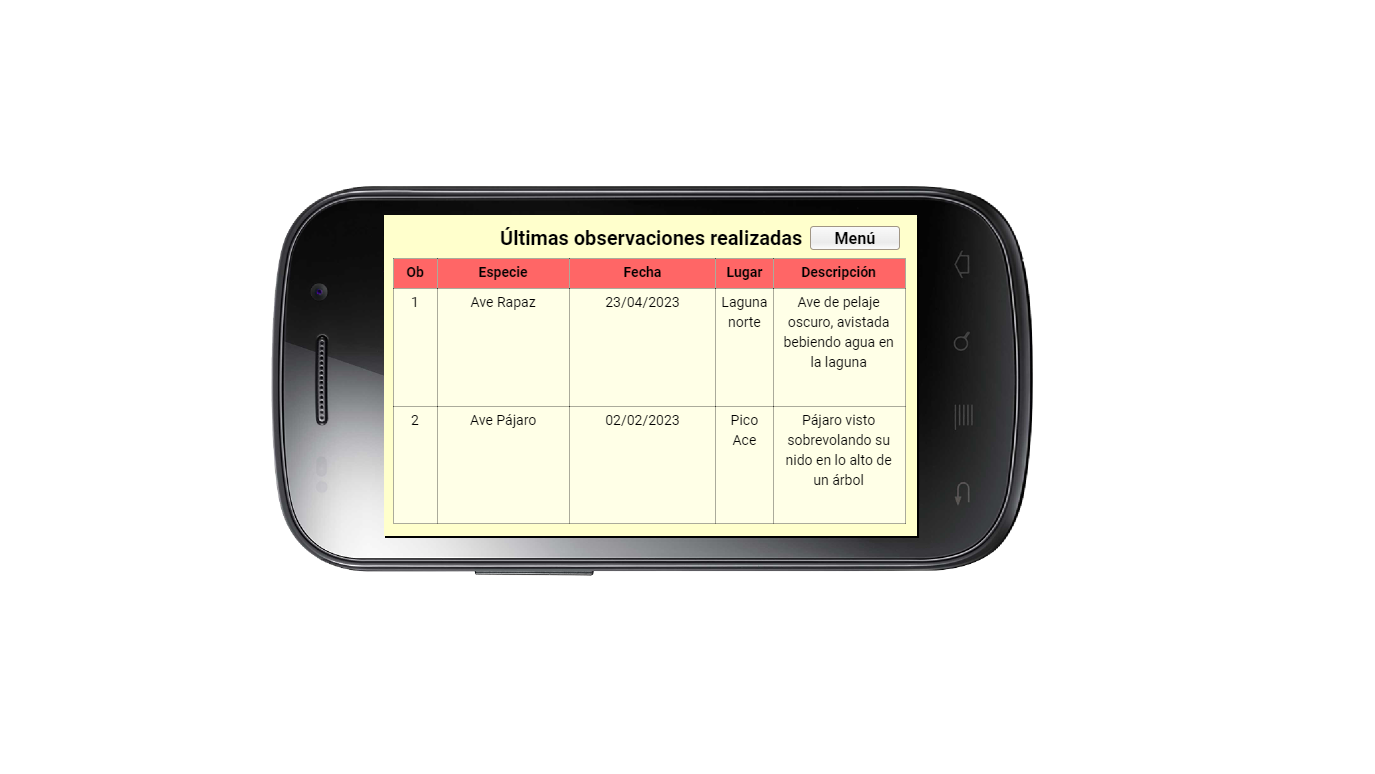 Últimas observaciones realizadas Menú
Ob Especie Fecha Lugar Descripción
1 Ave Rapaz 23/04/2023 Laguna norte Ave de pelaje oscuro, avistada bebiendo agua en la laguna
2 Ave Pájaro 02/02/2023 Pico Ace Pájaro visto sobrevolando su nido en lo alto de un árbol